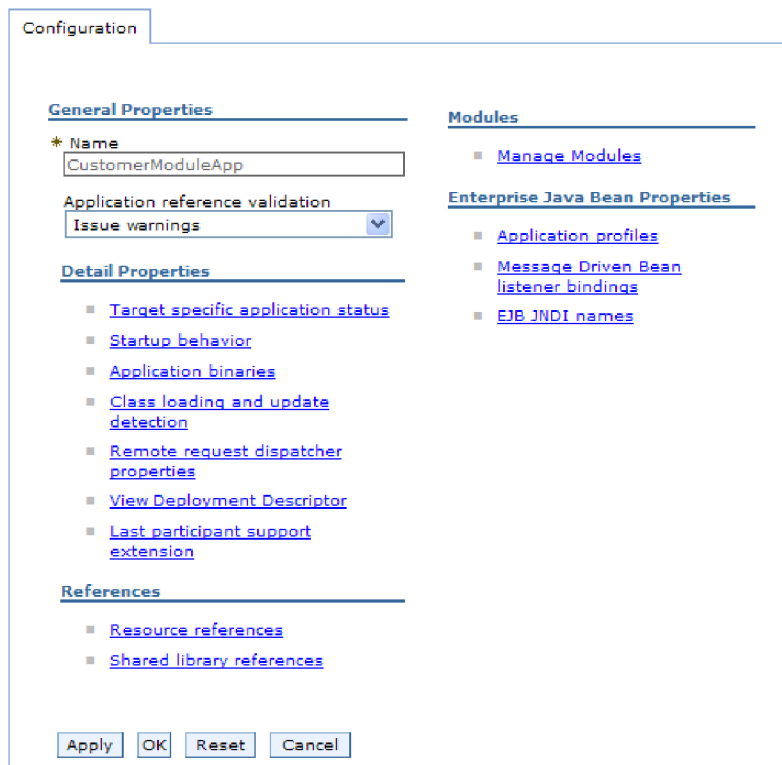 Configuration
General Properties
* Name
CustomerModuleApp
Application reference validation
Issue warnings
Detail Properties
Target specific application status
Startup behavior
Application binaries
Class loading and update
detection
Remote request dispatcher
properties
View Deployment Descriptor
Last participant support
extension
References
Resource references
Shared library references
Modules
Manage Modules
Enterprise Java Bean Properties
Application profiles
Message Driven Bean
listener bindings
EJB JNDI names
Apply OK Reset Cancel